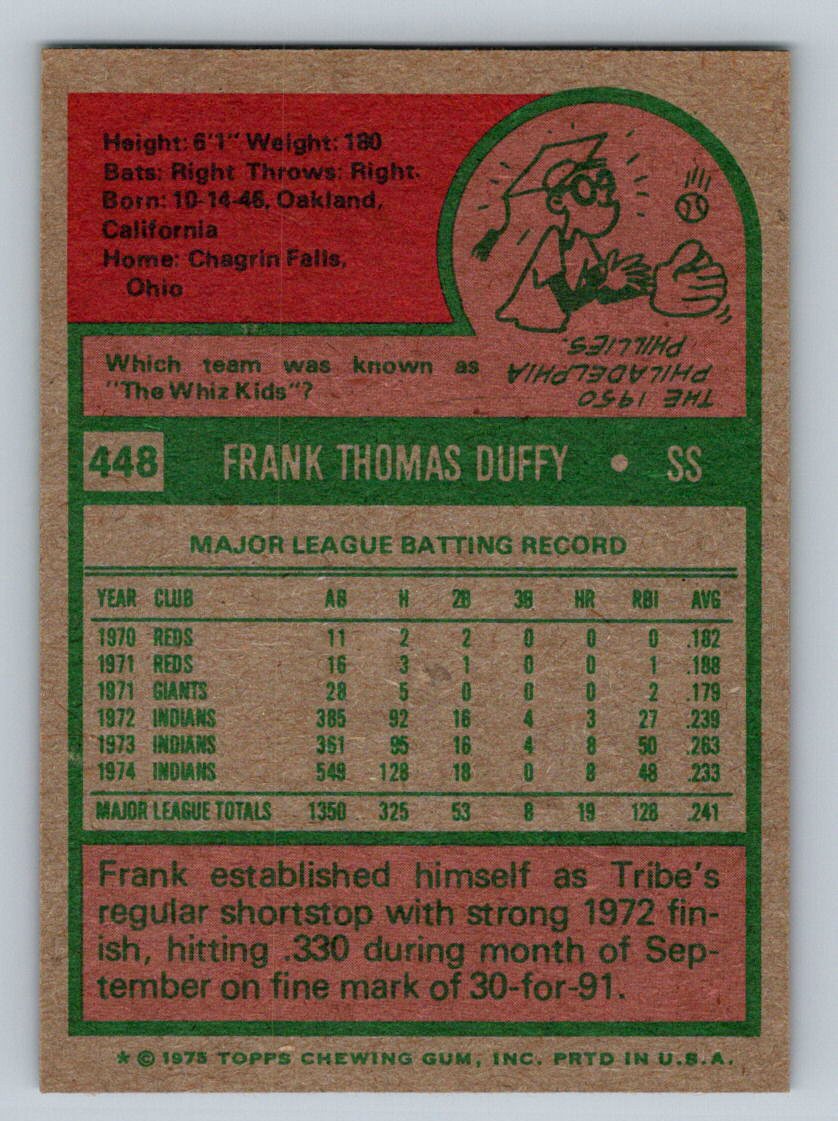 Height: 6'1" Weight: 180
Bats: Right Throws: Right
Born: 10-14-46, Oakland,
California
Home: Chagrin Falls,
Ohio
Which team was known as
"The Whiz Kids"?
THE 1950
PHILADELPHIA
PHILLIES.
448 FRANK THOMAS DUFFY • SS
MAJOR LEAGUE BATTING RECORD
YEAR CLUB AB H 2B 3B HR RBI AVG
1970 REDS 11 2 2 0 0 0 .182
1971 REDS 16 3 1 0 0 1 .188
1971 GIANTS 28 5 0 0 0 2 .179
1972 INDIANS 385 92 16 4 3 27 .239
1973 INDIANS 361 95 16 4 8 50 .263
1974 INDIANS 549 128 18 0 8 48 .233
MAJOR LEAGUE TOTALS 1350 325 53 8 19 128 .241
Frank established himself as Tribe's
regular shortstop with strong 1972 fin-
ish, hitting .330 during month of Sep-
tember on fine mark of 30-for-91.
* © 1975 TOPPS CHEWING GUM, INC. PRTD IN U.S.A.